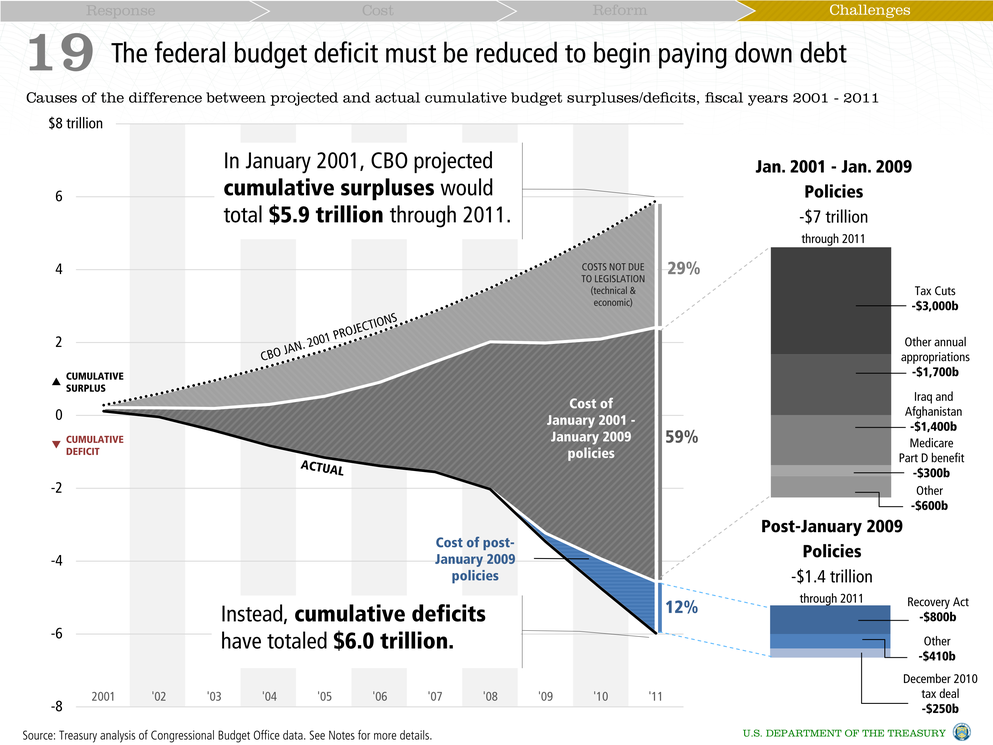 Response
Cost
Reform
Challenges
19 The federal budget deficit must be reduced to begin paying down debt
Causes of the difference between projected and actual cumulative budget surpluses/deficits, fiscal years 2001 - 2011
$8 trillion
6
4
2
0
-2
-4
-6
-8
In January 2001, CBO projected
cumulative surpluses would
total $5.9 trillion through 2011.
CBO JAN. 2001 PROJECTIONS
COSTS NOT DUE
TO LEGISLATION
(technical &
economic)
29%
▲ CUMULATIVE
SURPLUS
▼ CUMULATIVE
DEFICIT
ACTUAL
Cost of
January 2001 -
January 2009
policies
59%
Cost of post-
January 2009
policies
12%
Instead, cumulative deficits
have totaled $6.0 trillion.
2001 '02 '03 '04 '05 '06 '07 '08 '09 '10 '11
Jan. 2001 - Jan. 2009
Policies
-$7 trillion
through 2011
Tax Cuts
-$3,000b
Other annual
appropriations
-$1,700b
Iraq and
Afghanistan
-$1,400b
Medicare
Part D benefit
-$300b
Other
-$600b
Post-January 2009
Policies
-$1.4 trillion
through 2011
Recovery Act
-$800b
Other
-$410b
December 2010
tax deal
-$250b
Source: Treasury analysis of Congressional Budget Office data. See Notes for more details.
U.S. DEPARTMENT OF THE TREASURY